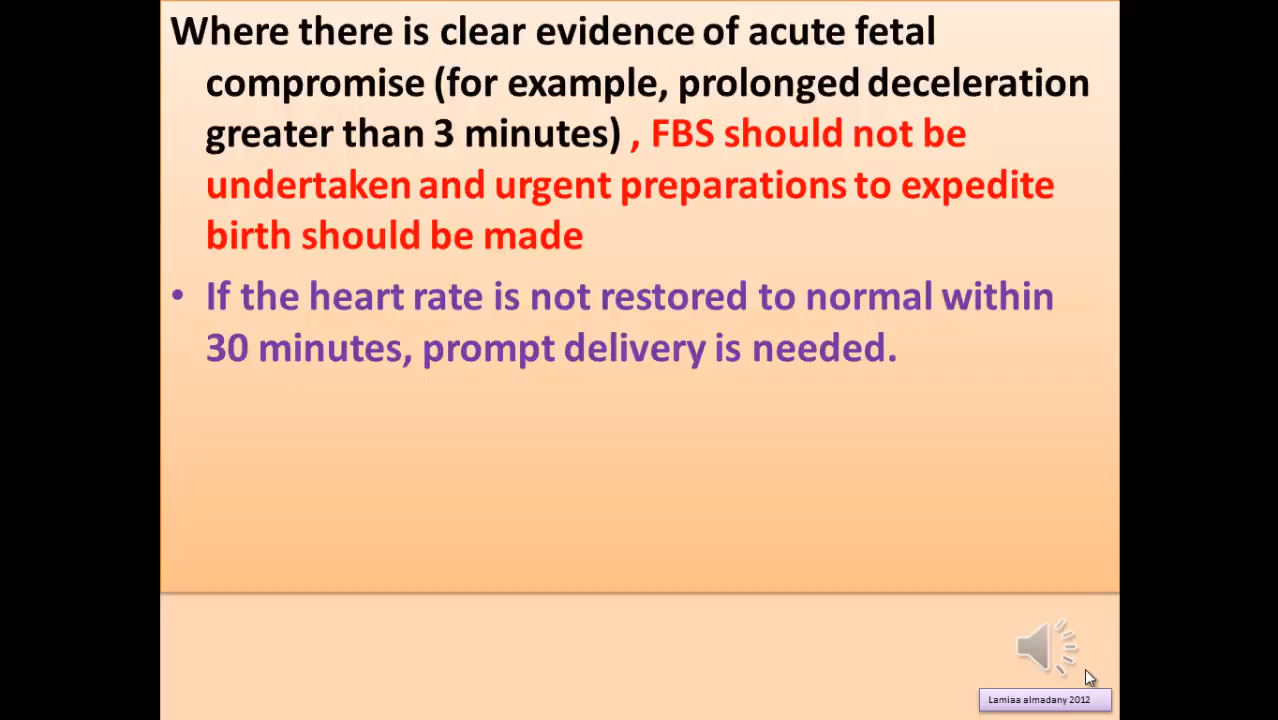 Where there is clear evidence of acute fetal
compromise (for example, prolonged deceleration
greater than 3 minutes) , FBS should not be
undertaken and urgent preparations to expedite
birth should be made
• If the heart rate is not restored to normal within
30 minutes, prompt delivery is needed.
Lamiaa almadany 2012